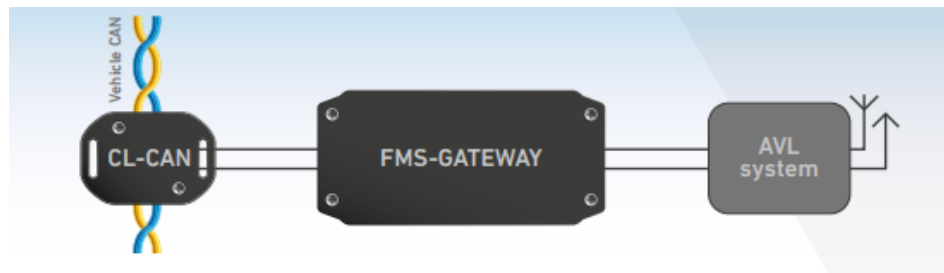 Vehicle CAN
CL-CAN
FMS-GATEWAY
AVL
system